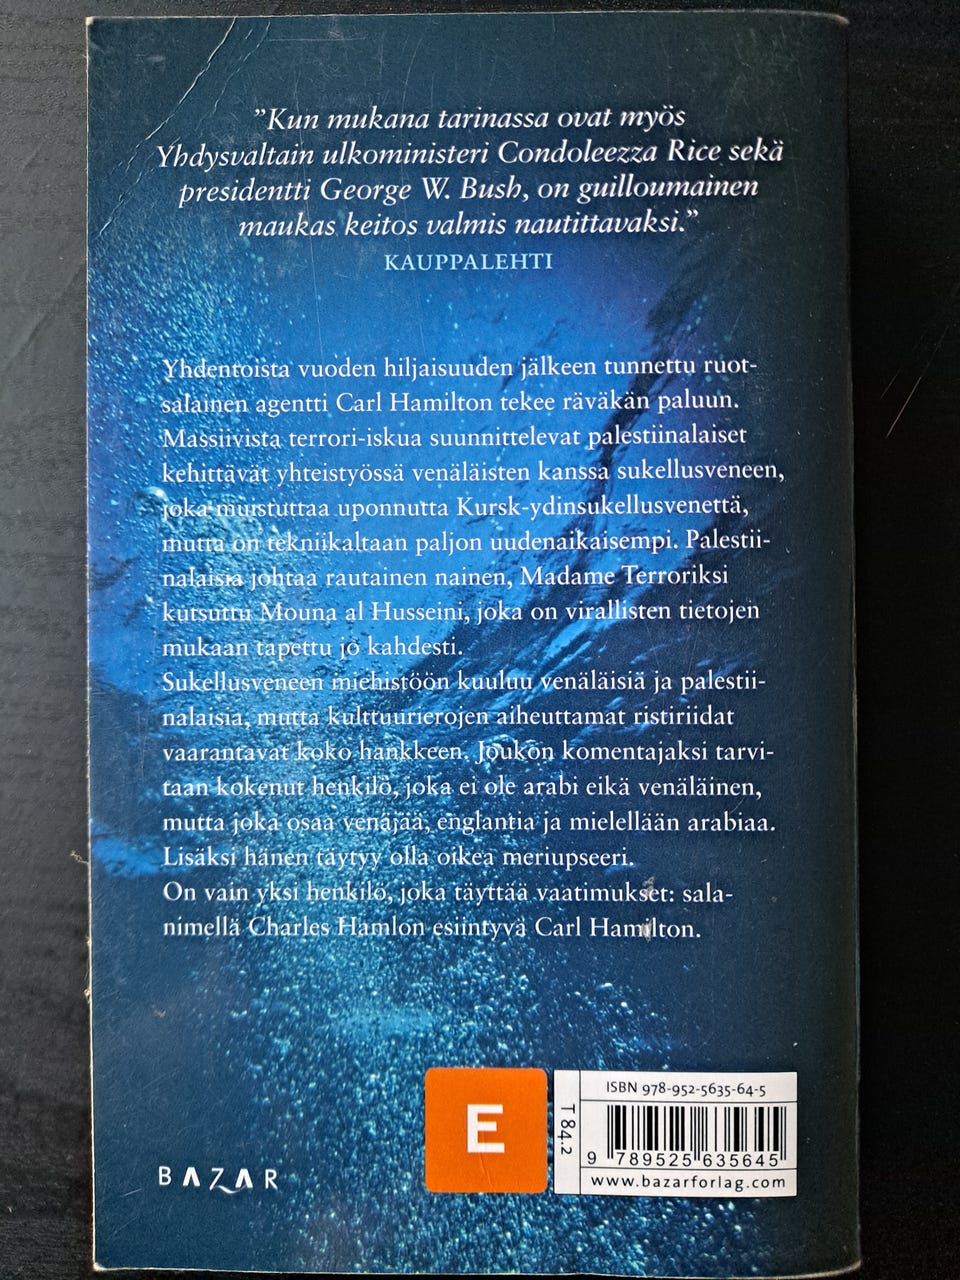 ”Kun mukana tarinassa ovat myös
Yhdysvaltain ulkoministeri Condoleezza Rice sekä
presidentti George W. Bush, on guilloumainen
maukas keitos valmis nautittavaksi.”
KAUPPALEHTI
Yhdentoista vuoden hiljaisuuden jälkeen tunnettu ruot-
salainen agentti Carl Hamilton tekee räväkän paluun.
Massiivista terrori-iskua suunnittelevat palestiinalaiset
kehittävät yhteistyössä venäläisten kanssa sukellusveneen,
joka muistuttaa uponnutta Kursk-ydinsukellusvenettä,
mutta on tekniikaltaan paljon uudenaikaisempi. Palestii-
nalaisia johtaa rautainen nainen, Madame Terroriksi
kutsuttu Mouna al Husseini, joka on virallisten tietojen
mukaan tapettu jo kahdesti.
Sukellusveneen miehistöön kuuluu venäläisiä ja palestii-
nalaisia, mutta kulttuurierojen aiheuttamat ristiriidat
vaarantavat koko hankkeen. Joukon komentajaksi tarvi-
taan kokenut henkilö, joka ei ole arabi eikä venäläinen,
mutta joka osaa venäjää, englantia ja mielellään arabiaa.
Lisäksi hänen täytyy olla oikea meriupseeri.
On vain yksi henkilö, joka täyttää vaatimukset: sala-
nimellä Charles Hamlon esiintyvä Carl Hamilton.
BAZAR
E
T 84.2
ISBN 978-952-5635-64-5
9 789525 635645
www.bazarforlag.com